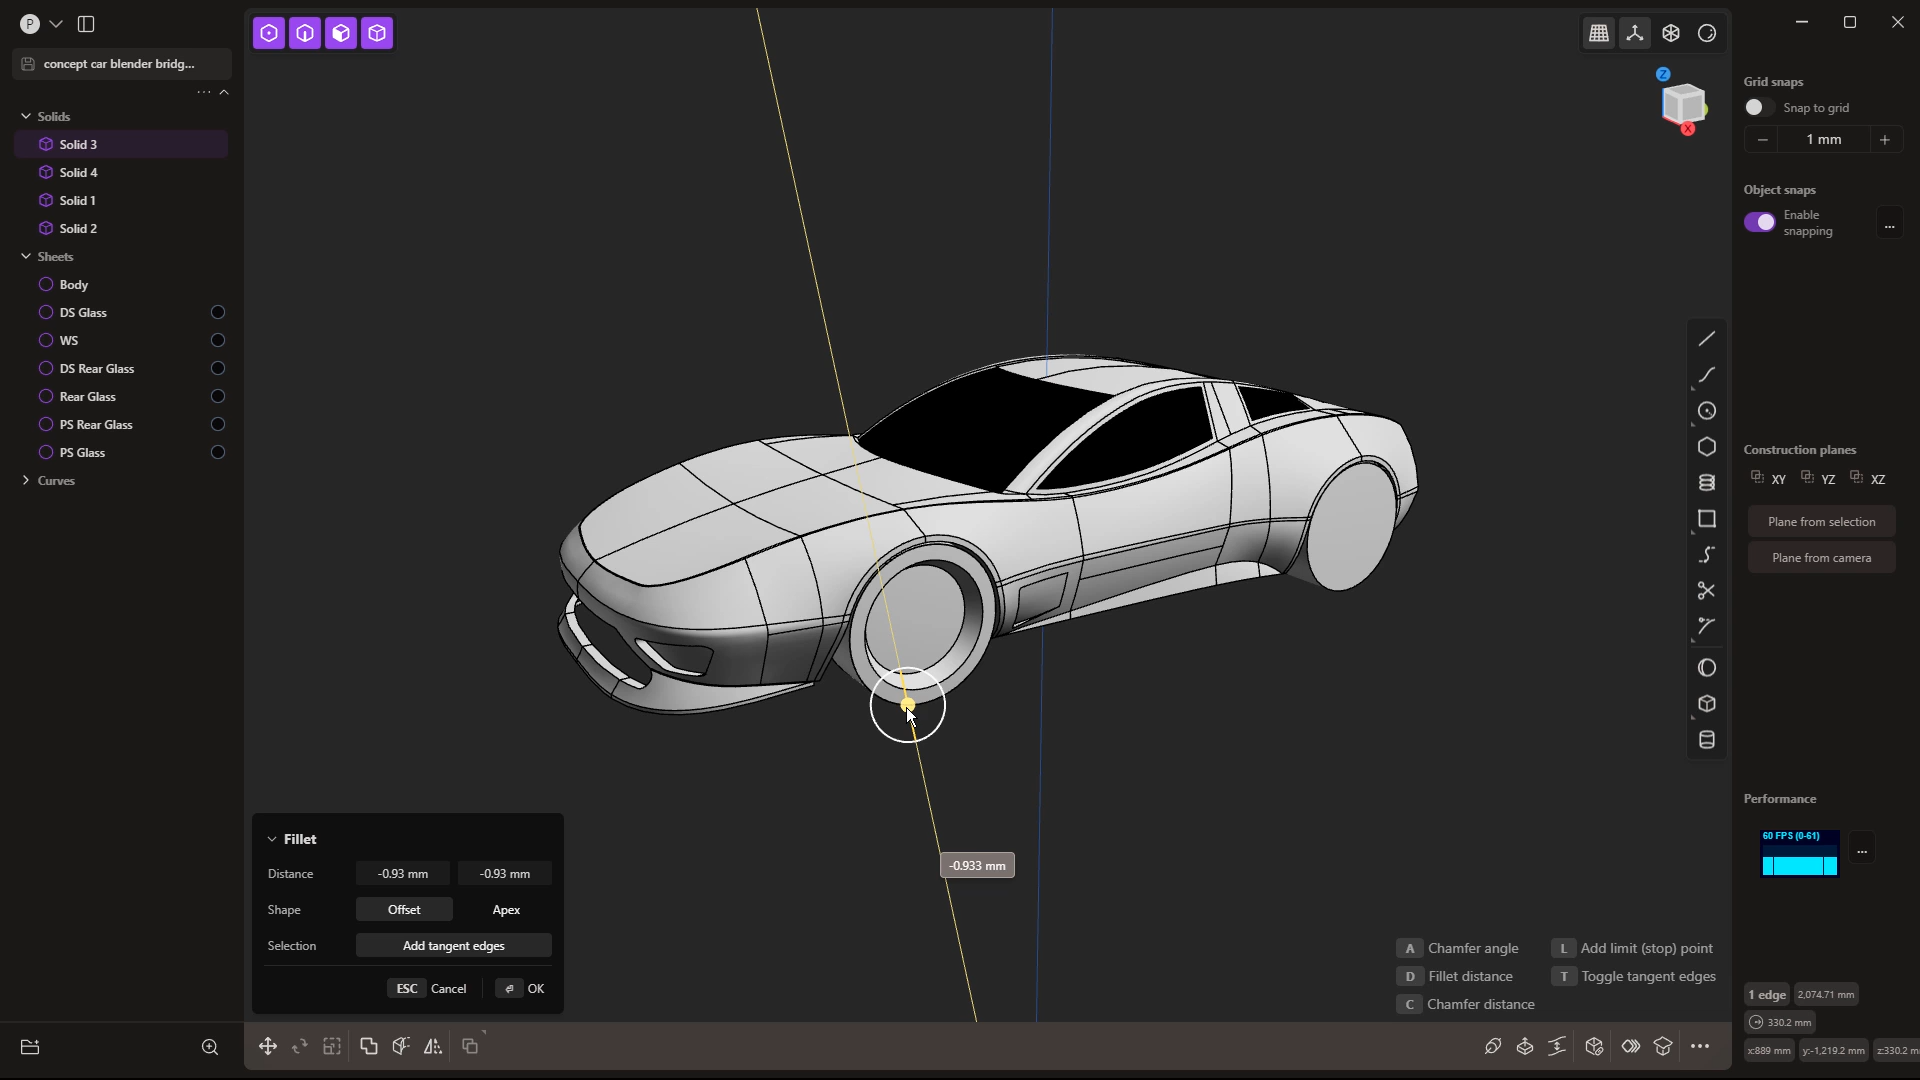 P
concept car blender bridg...
Solids
Solid 3
Solid 4
Solid 1
Solid 2
Sheets
Body
DS Glass
WS
DS Rear Glass
Rear Glass
PS Rear Glass
PS Glass
Curves
Z
X
Grid snaps
Snap to grid
1 mm
Object snaps
Enable
snapping
...
Construction planes
XY
YZ
XZ
Plane from selection
Plane from camera
Performance
60 FPS (0-61)
...
-0.933 mm
Fillet
Distance
-0.93 mm
-0.93 mm
Shape
Offset
Apex
Selection
Add tangent edges
ESC Cancel
OK
A Chamfer angle
L Add limit (stop) point
D Fillet distance
T Toggle tangent edges
C Chamfer distance
1 edge
2,074.71 mm
330.2 mm
x:889 mm
y:-1,219.2 mm
z:330.2 m